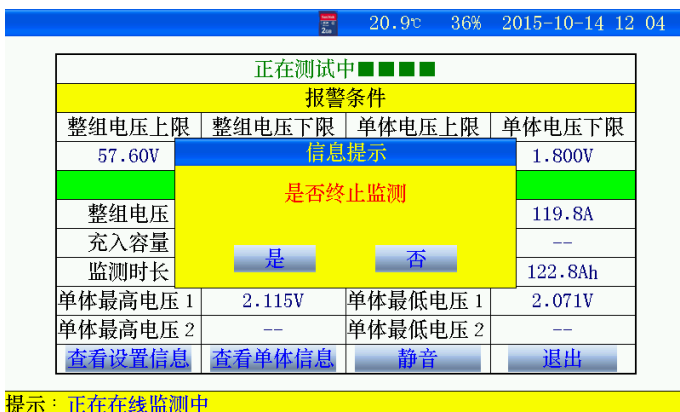 20.9℃ 36% 2015-10-14 12 04
正在测试中■■■■
报警条件
整组电压上限 整组电压下限 单体电压上限 单体电压下限
57.60V 1.800V
信息提示
是否终止监测
是 否
整组电压 119.8A
充入容量 --
监测时长 122.8Ah
单体最高电压1 2.115V 单体最低电压1 2.071V
单体最高电压2 -- 单体最低电压2 --
查看设置信息 查看单体信息 静音 退出
提示：正在在线监测中